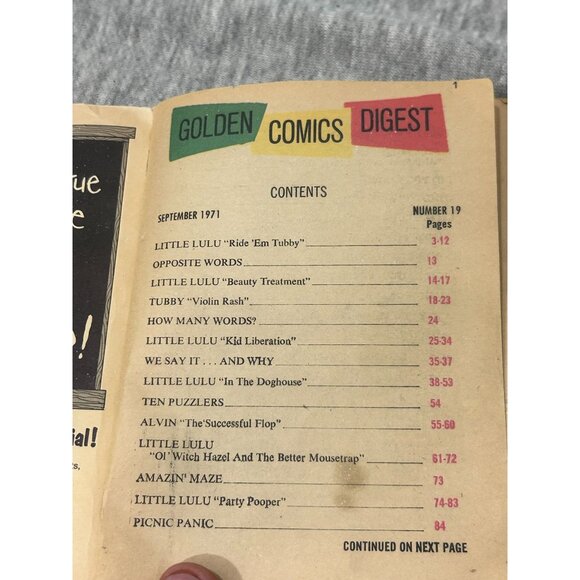 rue
e
o!
ial!
ts,
1
GOLDEN COMICS DIGEST
CONTENTS
SEPTEMBER 1971 NUMBER 19
Pages
LITTLE LULU "Ride 'Em Tubby" 3-12
OPPOSITE WORDS 13
LITTLE LULU "Beauty Treatment" 14-17
TUBBY "Violin Rash" 18-23
HOW MANY WORDS? 24
LITTLE LULU "Kid Liberation" 25-34
WE SAY IT . . . AND WHY 35-37
LITTLE LULU "In The Doghouse" 38-53
TEN PUZZLERS 54
ALVIN "The Successful Flop" 55-60
LITTLE LULU
"Ol' Witch Hazel And The Better Mousetrap" 61-72
AMAZIN' MAZE 73
LITTLE LULU "Party Pooper" 74-83
PICNIC PANIC 84
CONTINUED ON NEXT PAGE